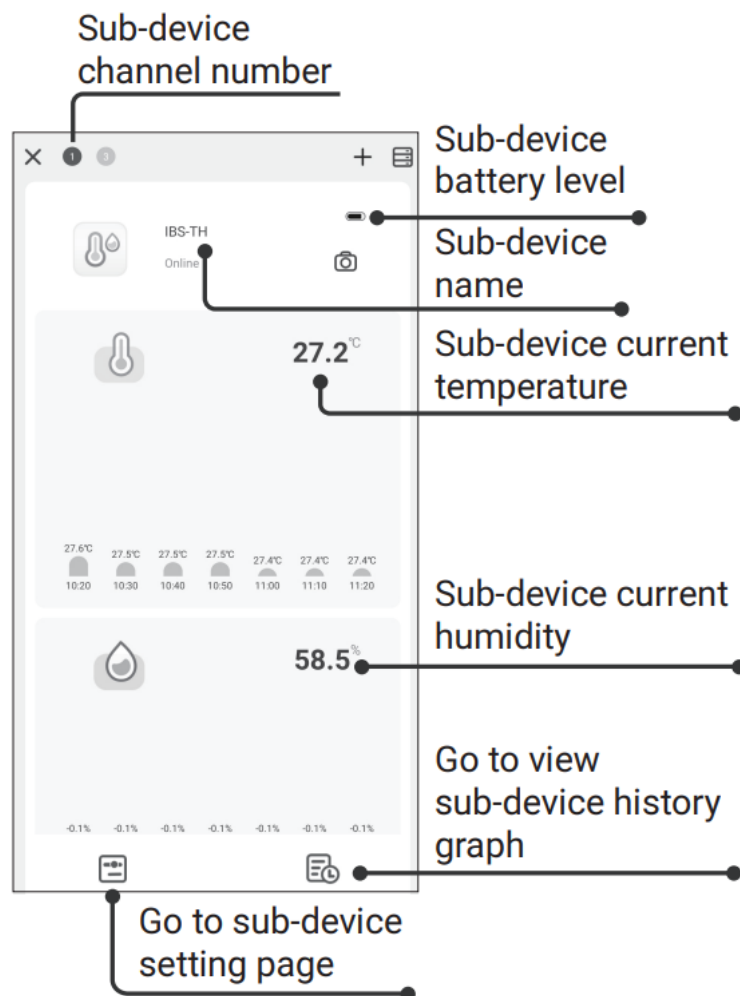 Sub-device
channel number
1 3
Sub-device
battery level
IBS-TH
Online
Sub-device
name
27.2℃
Sub-device current
temperature
27.6℃ 27.5℃ 27.5℃ 27.5℃ 27.4℃ 27.4℃ 27.4℃
10:20 10:30 10:40 10:50 11:00 11:10 11:20
58.5%
Sub-device current
humidity
-0.1% -0.1% -0.1% -0.1% -0.1% -0.1% -0.1%
Go to view
sub-device history
graph
Go to sub-device
setting page